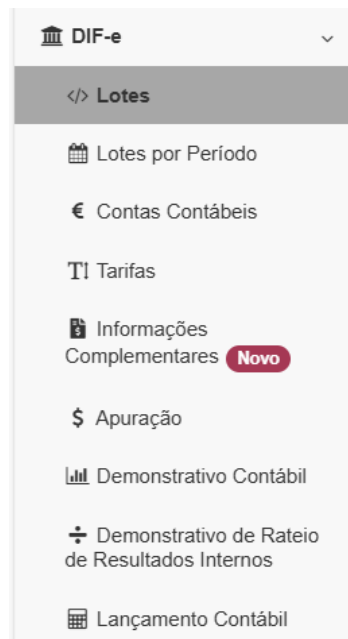 DIF-e
</> Lotes
Lotes por Período
€ Contas Contábeis
Tarifas
Informações
Complementares Novo
$ Apuração
Demonstrativo Contábil
Demonstrativo de Rateio
de Resultados Internos
Lançamento Contábil